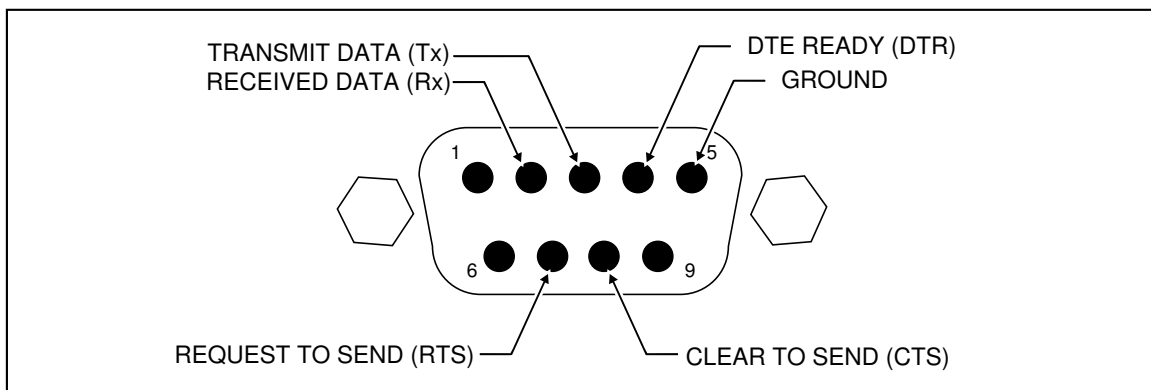 TRANSMIT DATA (Tx)
DTE READY (DTR)
RECEIVED DATA (Rx)
GROUND
1
5
6
9
REQUEST TO SEND (RTS)
CLEAR TO SEND (CTS)